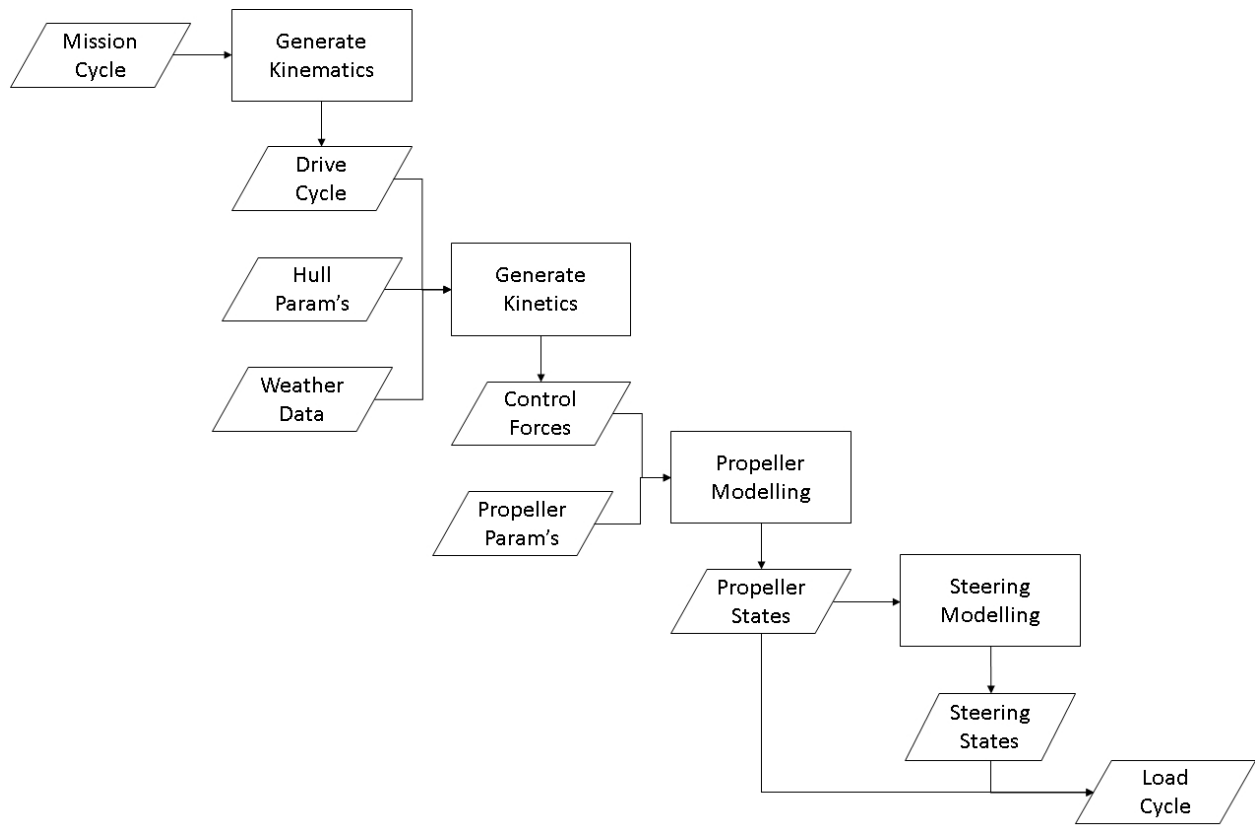 Mission
Cycle
Generate
Kinematics
Drive
Cycle
Hull
Param's
Generate
Kinetics
Weather
Data
Control
Forces
Propeller
Modelling
Propeller
Param's
Propeller
States
Steering
Modelling
Steering
States
Load
Cycle